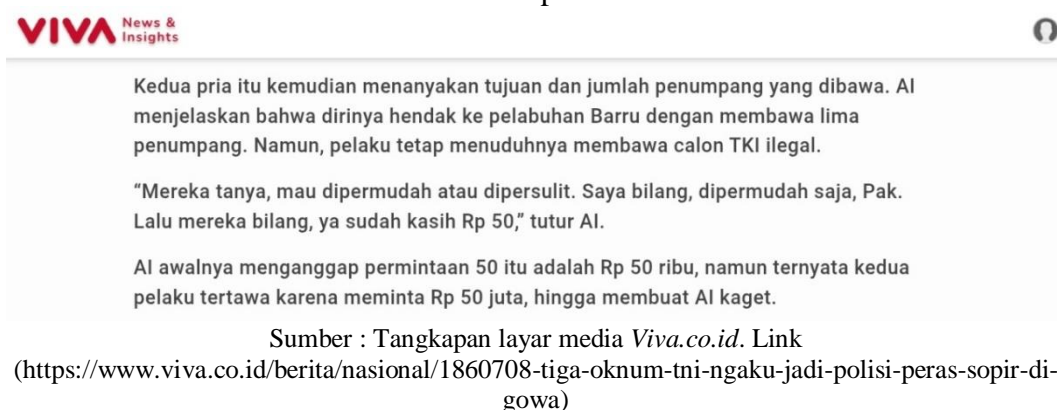 VIVA News &
Insights
Kedua pria itu kemudian menanyakan tujuan dan jumlah penumpang yang dibawa. AI
menjelaskan bahwa dirinya hendak ke pelabuhan Barru dengan membawa lima
penumpang. Namun, pelaku tetap menuduhnya membawa calon TKI ilegal.
“Mereka tanya, mau dipermudah atau dipersulit. Saya bilang, dipermudah saja, Pak.
Lalu mereka bilang, ya sudah kasih Rp 50,” tutur AI.
AI awalnya menganggap permintaan 50 itu adalah Rp 50 ribu, namun ternyata kedua
pelaku tertawa karena meminta Rp 50 juta, hingga membuat AI kaget.
Sumber : Tangkapan layar media Viva.co.id. Link
(https://www.viva.co.id/berita/nasional/1860708-tiga-oknum-tni-ngaku-jadi-polisi-peras-sopir-di-
gowa)